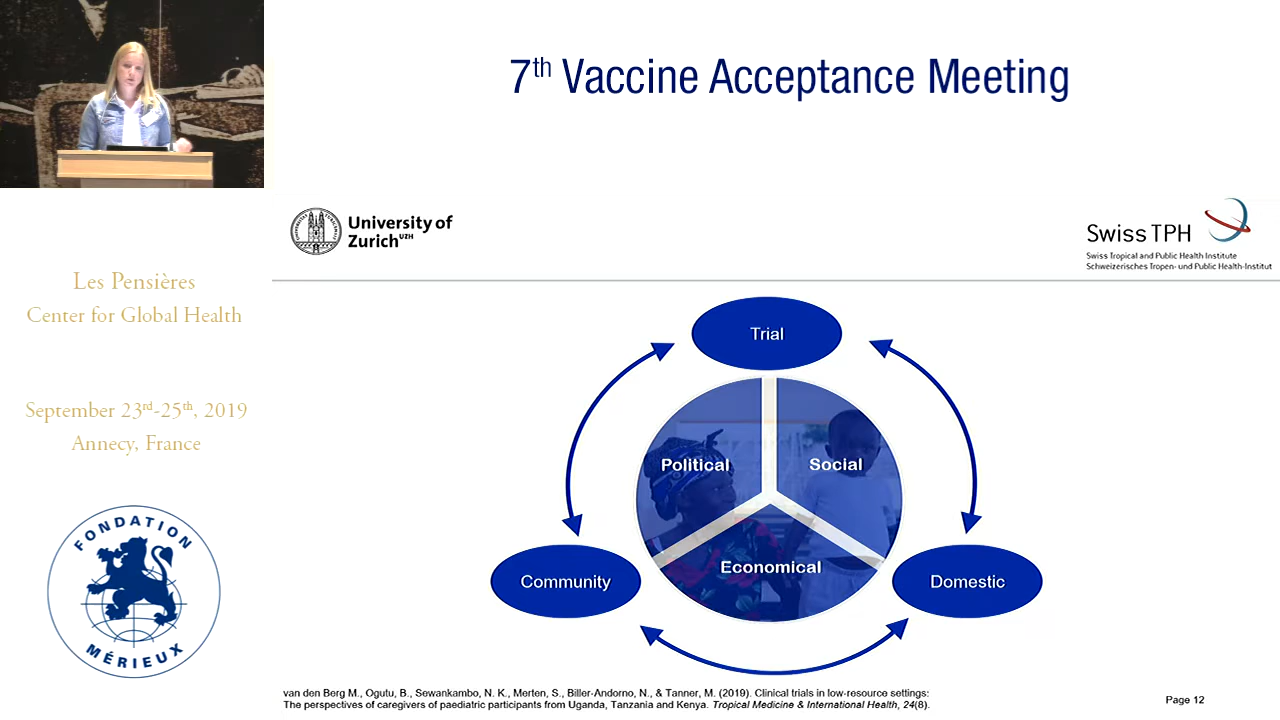 7th Vaccine Acceptance Meeting
University of
Zurich UZH
Swiss TPH
Swiss Tropical and Public Health Institute
Schweizerisches Tropen- und Public Health-Institut
Les Pensières
Center for Global Health
September 23rd-25th, 2019
Annecy, France
FONDATION
MÉRIEUX
Trial
Political
Social
Economical
Community
Domestic
van den Berg M., Ogutu, B., Sewankambo, N. K., Merten, S., Biller-Andorno, N., & Tanner, M. (2019). Clinical trials in low-resource settings:
The perspectives of caregivers of paediatric participants from Uganda, Tanzania and Kenya. Tropical Medicine & International Health, 24(8).
Page 12